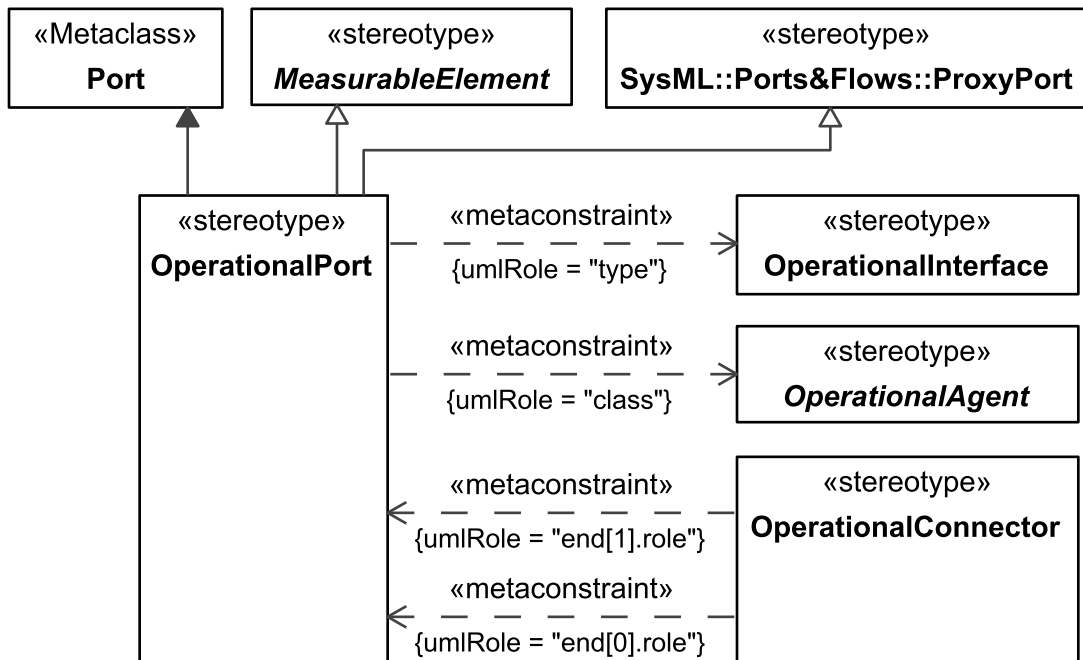 «Metaclass»
Port
«stereotype»
MeasurableElement
«stereotype»
SysML::Ports&Flows::ProxyPort
«stereotype»
OperationalPort
«metaconstraint»
{umlRole = "type"}
«stereotype»
OperationalInterface
«metaconstraint»
{umlRole = "class"}
«stereotype»
OperationalAgent
«metaconstraint»
{umlRole = "end[1].role"}
«stereotype»
OperationalConnector
«metaconstraint»
{umlRole = "end[0].role"}